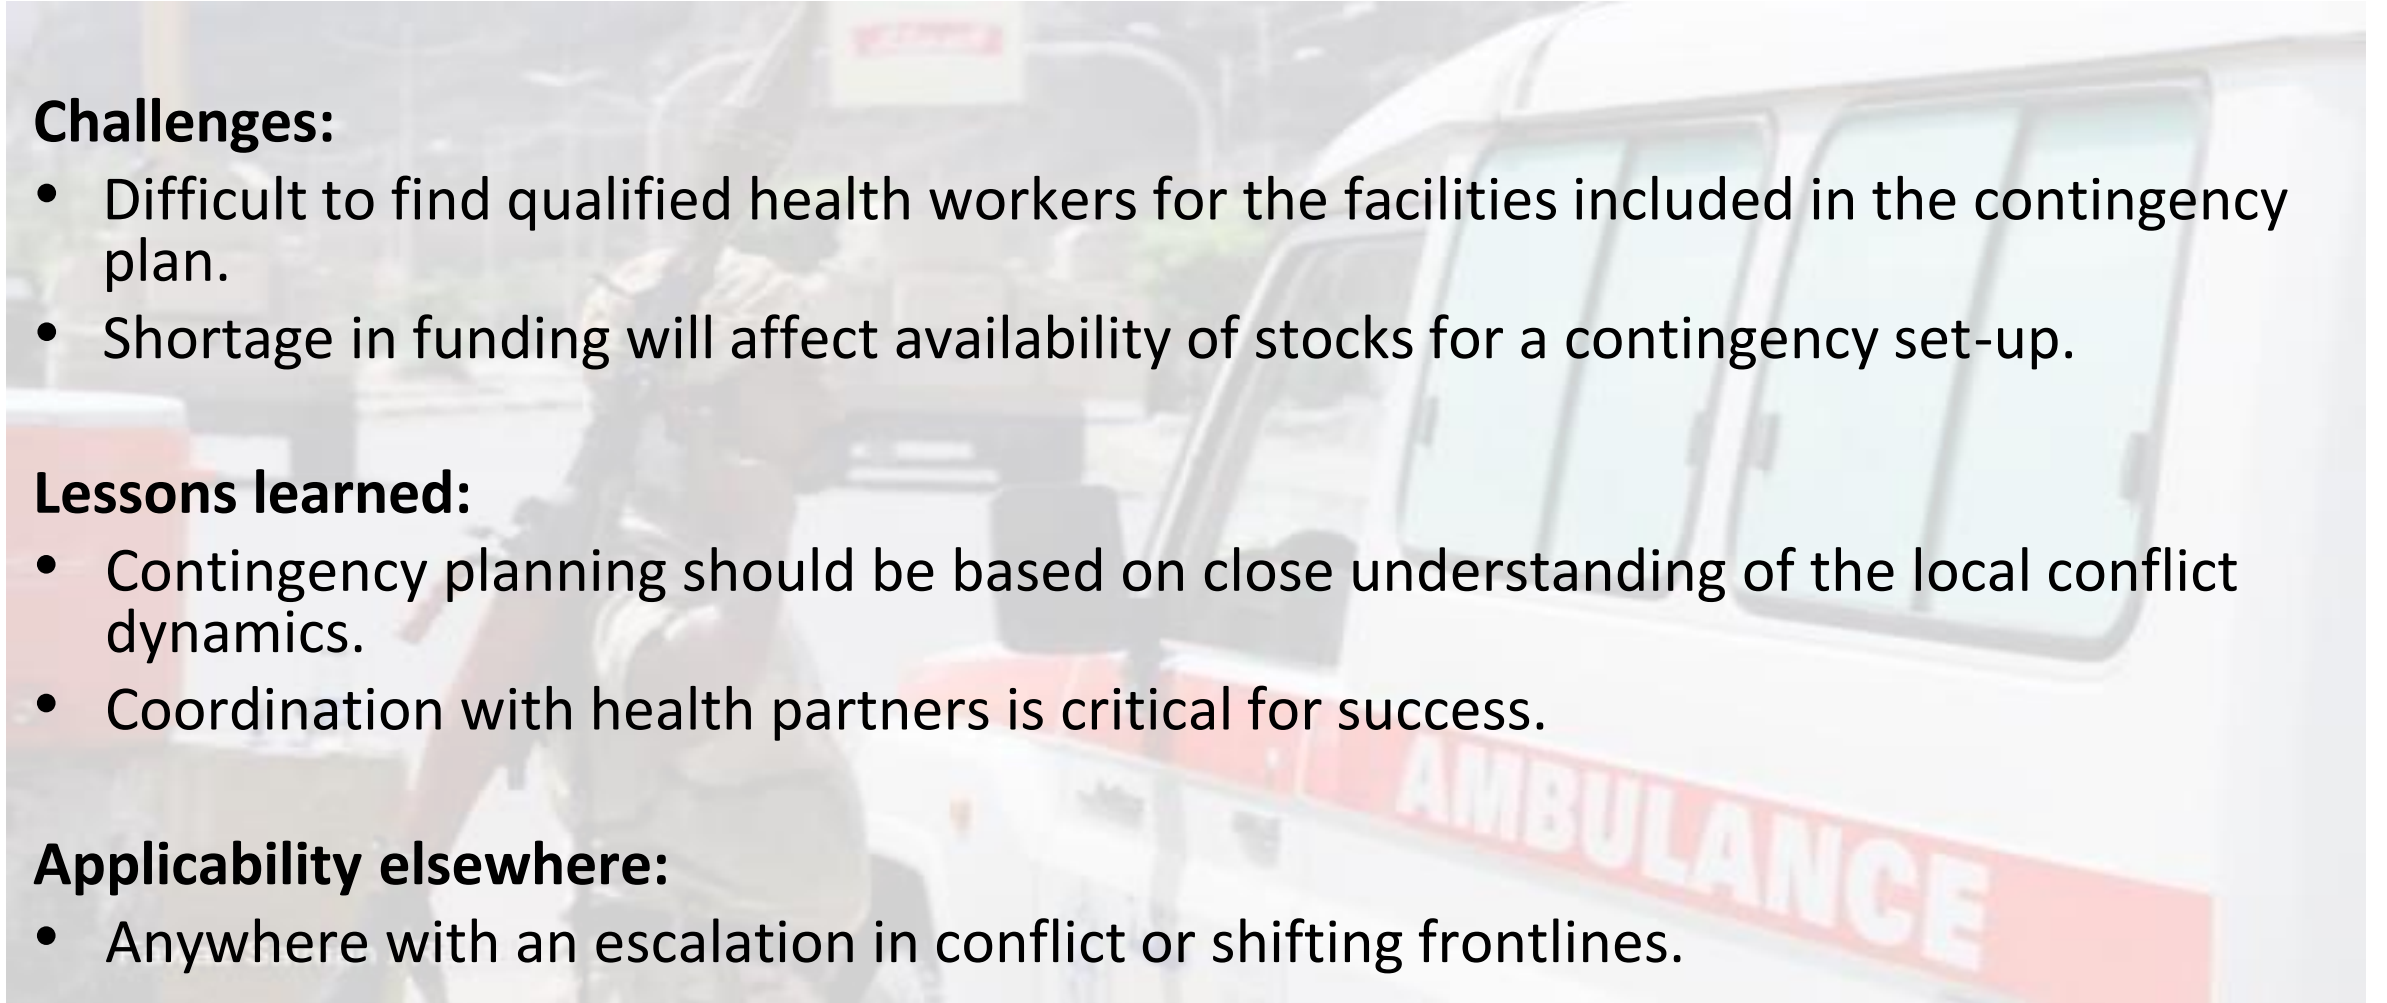 Challenges:
• Difficult to find qualified health workers for the facilities included in the contingency
plan.
• Shortage in funding will affect availability of stocks for a contingency set-up.
Lessons learned:
• Contingency planning should be based on close understanding of the local conflict
dynamics.
• Coordination with health partners is critical for success.
AMBULANCE
Applicability elsewhere:
• Anywhere with an escalation in conflict or shifting frontlines.